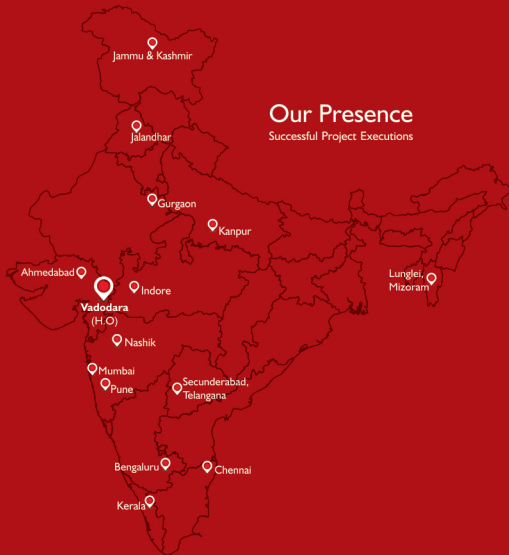 Jammu & Kashmir
Our Presence
Successful Project Executions
Jalandhar
Gurgaon
Kanpur
Ahmedabad
Indore
Lunglei,
Mizoram
Vadodara
(H.O)
Nashik
Mumbai
Pune
Secunderabad,
Telangana
Bengaluru
Chennai
Kerala